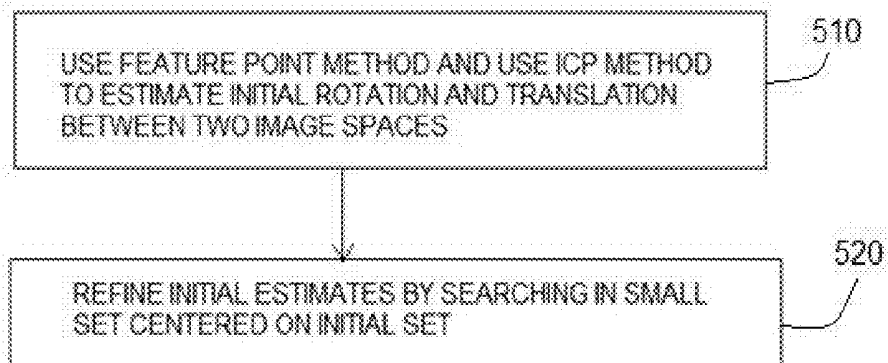 510
USE FEATURE POINT METHOD AND USE ICP METHOD
TO ESTIMATE INITIAL ROTATION AND TRANSLATION
BETWEEN TWO IMAGE SPACES
520
REFINE INITIAL ESTIMATES BY SEARCHING IN SMALL
SET CENTERED ON INITIAL SET